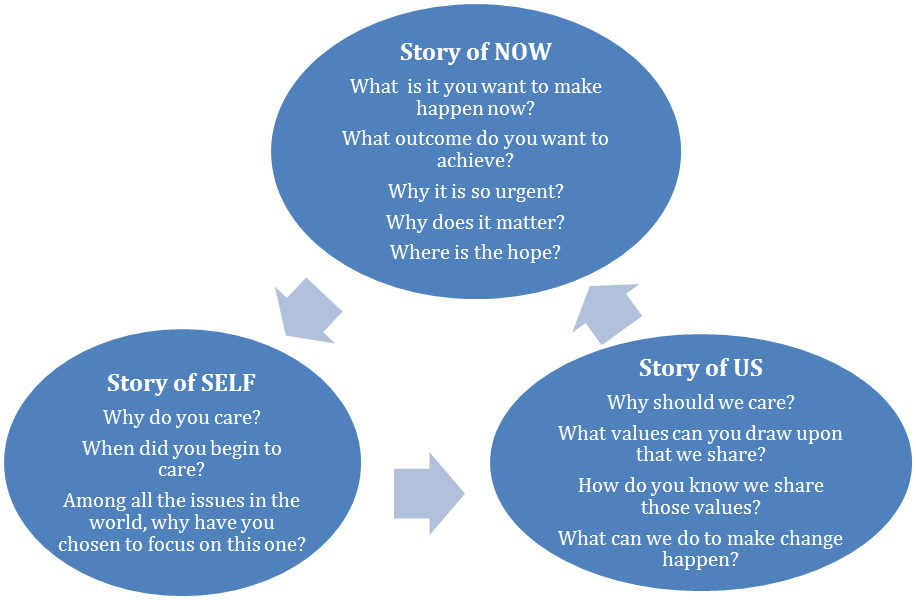 Story of NOW
What is it you want to make
happen now?
What outcome do you want to
achieve?
Why it is so urgent?
Why does it matter?
Where is the hope?
Story of SELF
Why do you care?
When did you begin to
care?
Among all the issues in the
world, why have you
chosen to focus on this one?
Story of US
Why should we care?
What values can you draw upon
that we share?
How do you know we share
those values?
What can we do to make change
happen?